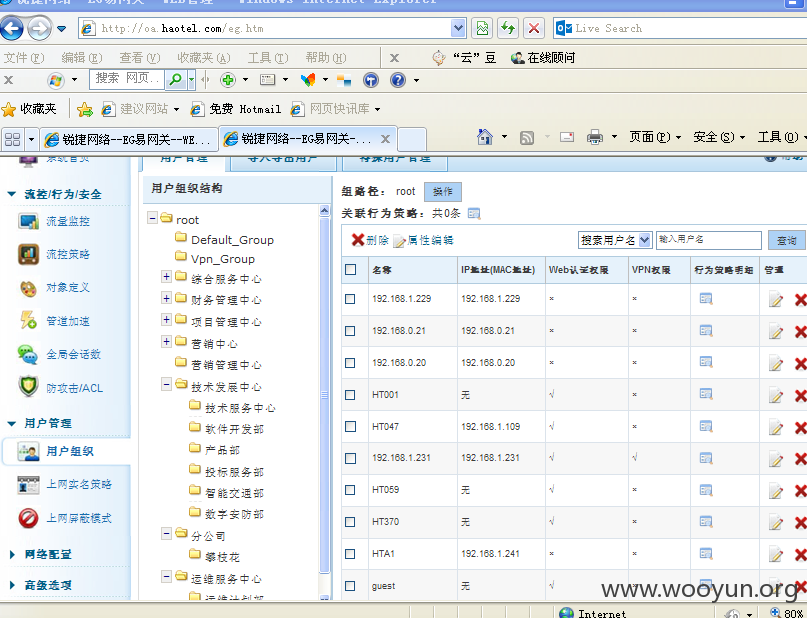 http://oa.haotel.com/eg.htm Live Search
文件(F) 编辑(E) 查看(V) 收藏夹(A) 工具(T) 帮助(H) X “云”豆 在线顾问
X 搜索 网页..
收藏夹 建议网站 免费 Hotmail 网页快讯库
锐捷网络--EG易网关--WE... 锐捷网络--EG易网关-... X 页面(P) 安全(S) 工具(O)
系统首页
流控/行为/安全
流量监控
流控策略
对象定义
管道加速
全局会话数
防攻击/ACL
用户管理
用户组织
上网实名策略
上网屏蔽模式
网络配置
高级选项
用户管理 导入导出用户 特殊用户管理
用户组织结构
root
Default_Group
Vpn_Group
综合服务中心
财务管理中心
项目管理中心
营销中心
营销管理中心
技术发展中心
技术服务中心
软件开发部
产品部
投标服务部
智能交通部
数字安防部
分公司
攀枝花
运维服务中心
运维计划部
组路径: root 操作
关联行为策略: 共0条
删除 属性编辑 搜索用户名 输入用户名 查询
名称 IP地址(MAC地址) Web认证权限 VPN权限 行为策略明细 管理
192.168.1.229 192.168.1.229 × ×
192.168.0.21 192.168.0.21 × ×
192.168.0.20 192.168.0.20 × ×
HT001 无 √ ×
HT047 192.168.1.109 √ ×
192.168.1.231 192.168.1.231 √ √
HT059 无 √ ×
HT370 无 √ ×
HTA1 192.168.1.241 × ×
guest 无 √
www.wooyun.org
Internet 80%